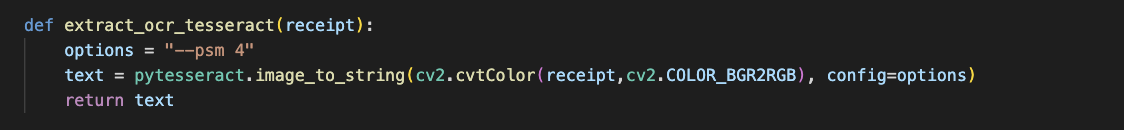 def extract_ocr_tesseract(receipt):
    options = "--psm 4"
    text = pytesseract.image_to_string(cv2.cvtColor(receipt,cv2.COLOR_BGR2RGB), config=options)
    return text